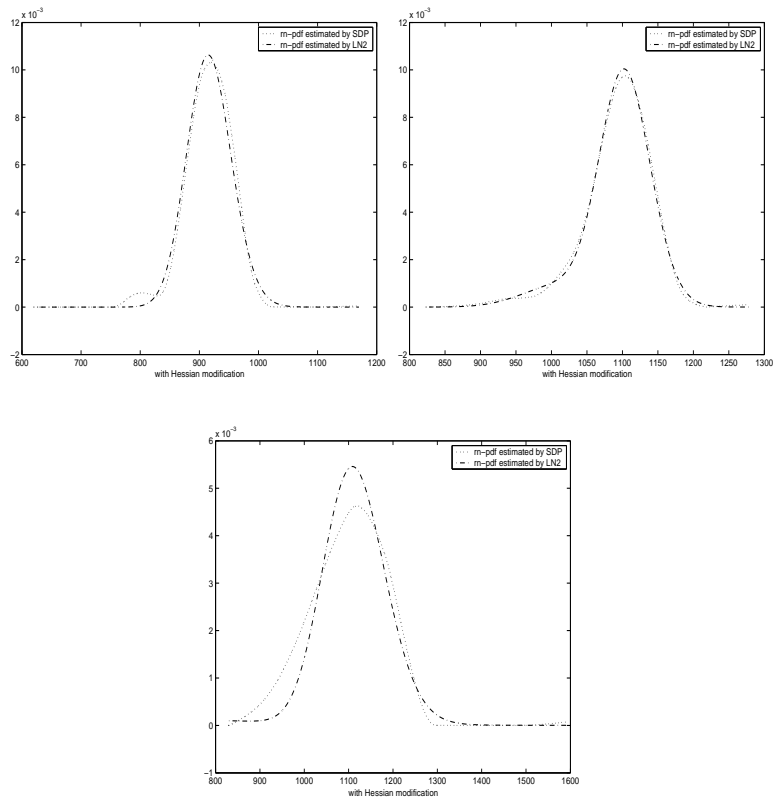 x 10⁻³
12
10
8
6
4
2
0
−2
600 700 800 900 1000 1100 1200
with Hessian modification
rn−pdf estimated by SDP
rn−pdf estimated by LN2
x 10⁻³
12
10
8
6
4
2
0
−2
800 850 900 950 1000 1050 1100 1150 1200 1250 1300
with Hessian modification
rn−pdf estimated by SDP
rn−pdf estimated by LN2
x 10⁻³
6
5
4
3
2
1
0
−1
800 900 1000 1100 1200 1300 1400 1500 1600
with Hessian modification
rn−pdf estimated by SDP
rn−pdf estimated by LN2